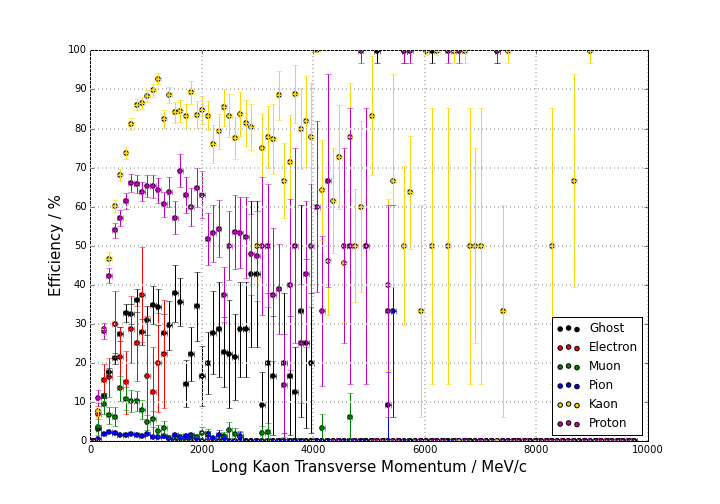 100
90
80
70
60
50
40
30
20
10
0
Efficiency / %
0 2000 4000 6000 8000 10000
Long Kaon Transverse Momentum / MeV/c
Ghost
Electron
Muon
Pion
Kaon
Proton